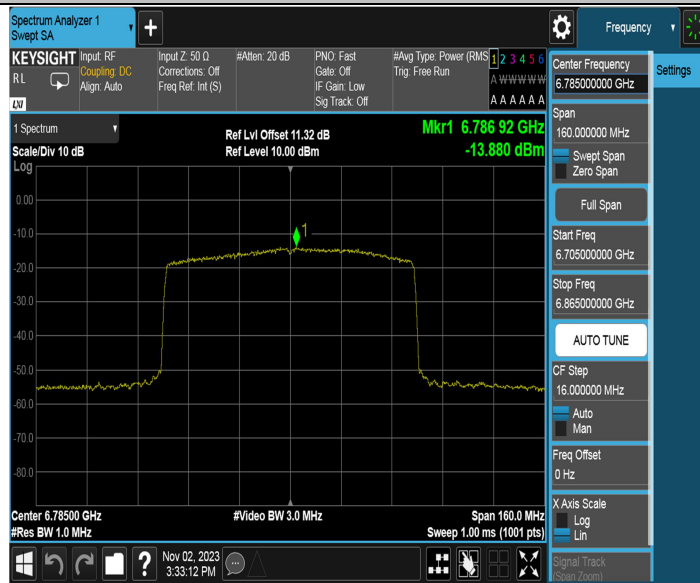 Spectrum Analyzer 1
Swept SA
+
Frequency
KEYSIGHT
RL
LXI
Input: RF
Coupling: DC
Align: Auto
Input Z: 50 Ω
Corrections: Off
Freq Ref: Int (S)
#Atten: 20 dB
PNO: Fast
Gate: Off
IF Gain: Low
Sig Track: Off
#Avg Type: Power (RMS
Trig: Free Run
1 2 3 4 5 6
A W W W W W
A A A A A A
Settings
1 Spectrum
Scale/Div 10 dB
Log
Ref Lvl Offset 11.32 dB
Ref Level 10.00 dBm
Mkr1 6.786 92 GHz
-13.880 dBm
1
0.00
-10.0
-20.0
-30.0
-40.0
-50.0
-60.0
-70.0
-80.0
Center 6.78500 GHz
#Res BW 1.0 MHz
#Video BW 3.0 MHz
Span 160.0 MHz
Sweep 1.00 ms (1001 pts)
Center Frequency
6.785000000 GHz
Span
160.000000 MHz
Swept Span
Zero Span
Full Span
Start Freq
6.705000000 GHz
Stop Freq
6.865000000 GHz
AUTO TUNE
CF Step
16.000000 MHz
Auto
Man
Freq Offset
0 Hz
X Axis Scale
Log
Lin
Signal Track
(Span Zoom)
?
Nov 02, 2023
3:33:12 PM